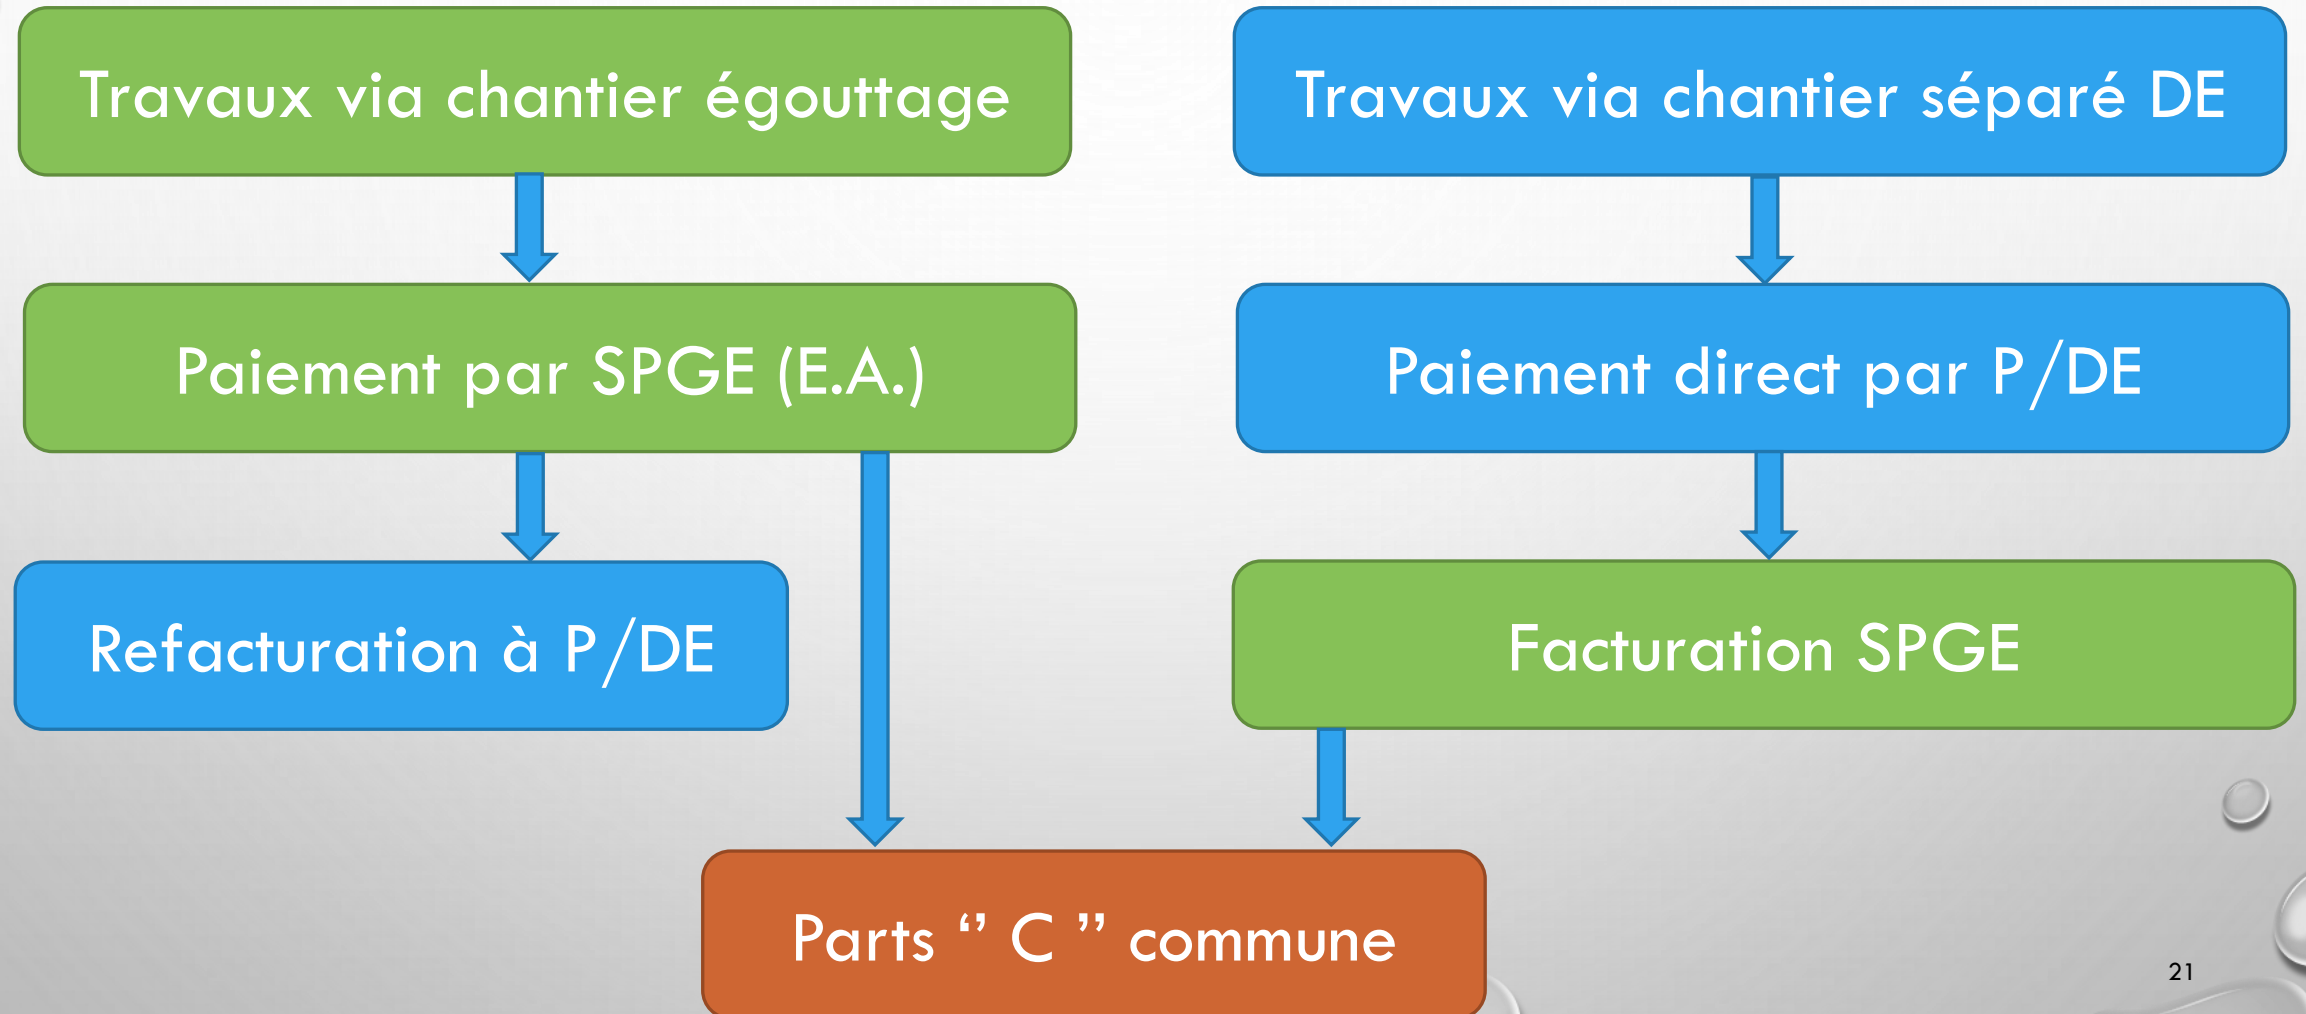 Travaux via chantier égouttage
Travaux via chantier séparé DE
Paiement par SPGE (E.A.)
Paiement direct par P/DE
Refacturation à P/DE
Facturation SPGE
Parts ‘’ C ’’ commune
21